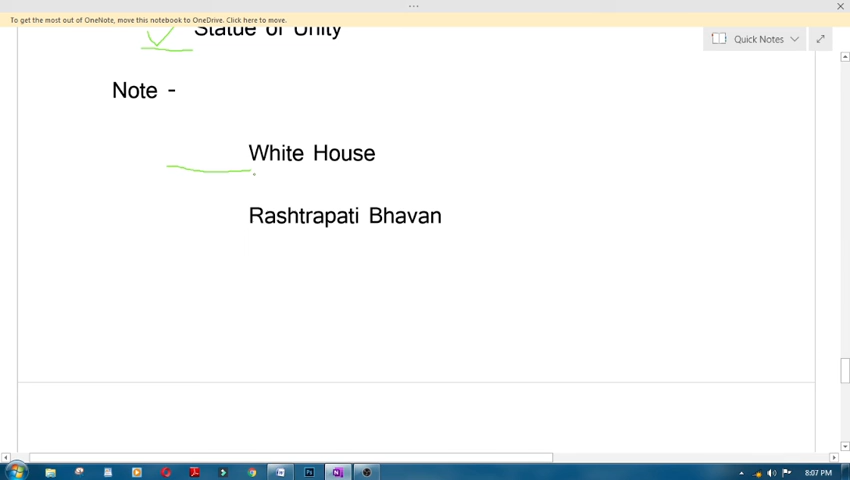 To get the most out of OneNote, move this notebook to OneDrive. Click here to move.
Statue of Unity
Quick Notes
Note -
White House
Rashtrapati Bhavan
8:07 PM